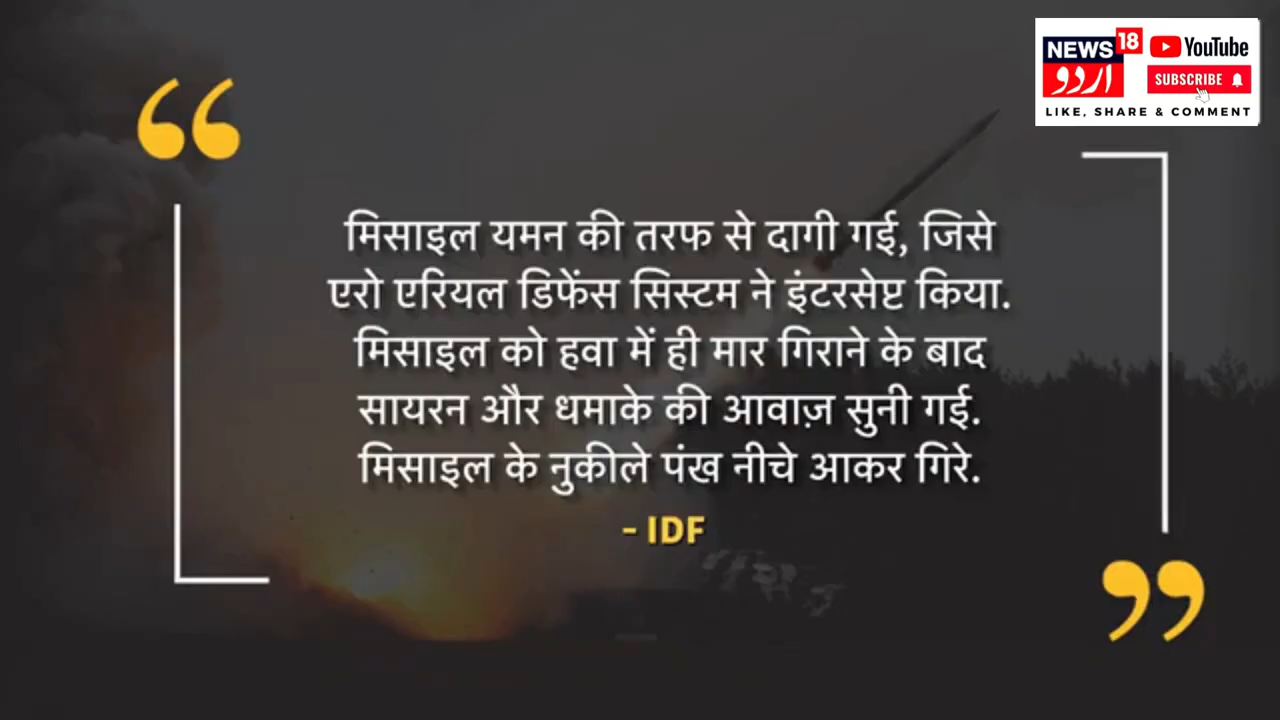 NEWS 18
اردو
YouTube
SUBSCRIBE
LIKE, SHARE & COMMENT
“
मिसाइल यमन की तरफ से दागी गई, जिसे
एरो एरियल डिफेंस सिस्टम ने इंटरसेप्ट किया.
मिसाइल को हवा में ही मार गिराने के बाद
सायरन और धमाके की आवाज़ सुनी गई.
मिसाइल के नुकीले पंख नीचे आकर गिरे.
- IDF
”